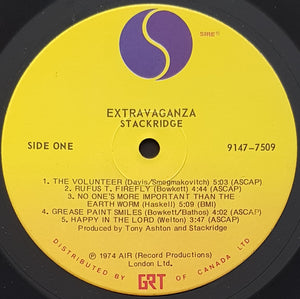 SIRE®
EXTRAVAGANZA
STACKRIDGE
SIDE ONE
9147-7509
1. THE VOLUNTEER (Davis/Smegmakovitch) 5:03 (ASCAP)
2. RUFUS T. FIREFLY (Bowkett) 4:44 (ASCAP)
3. NO ONE'S MORE IMPORTANT THAN THE
EARTH WORM (Haskell) 5:09 (BMI)
4. GREASE PAINT SMILES (Bowkett/Bathos) 4:02 (ASCAP)
5. HAPPY IN THE LORD (Welton) 3:47 (ASCAP)
Produced by Tony Ashton and Stackridge
℗ 1974 AIR (Record Productions)
London Ltd.
DISTRIBUTED BY GRT OF CANADA LTD